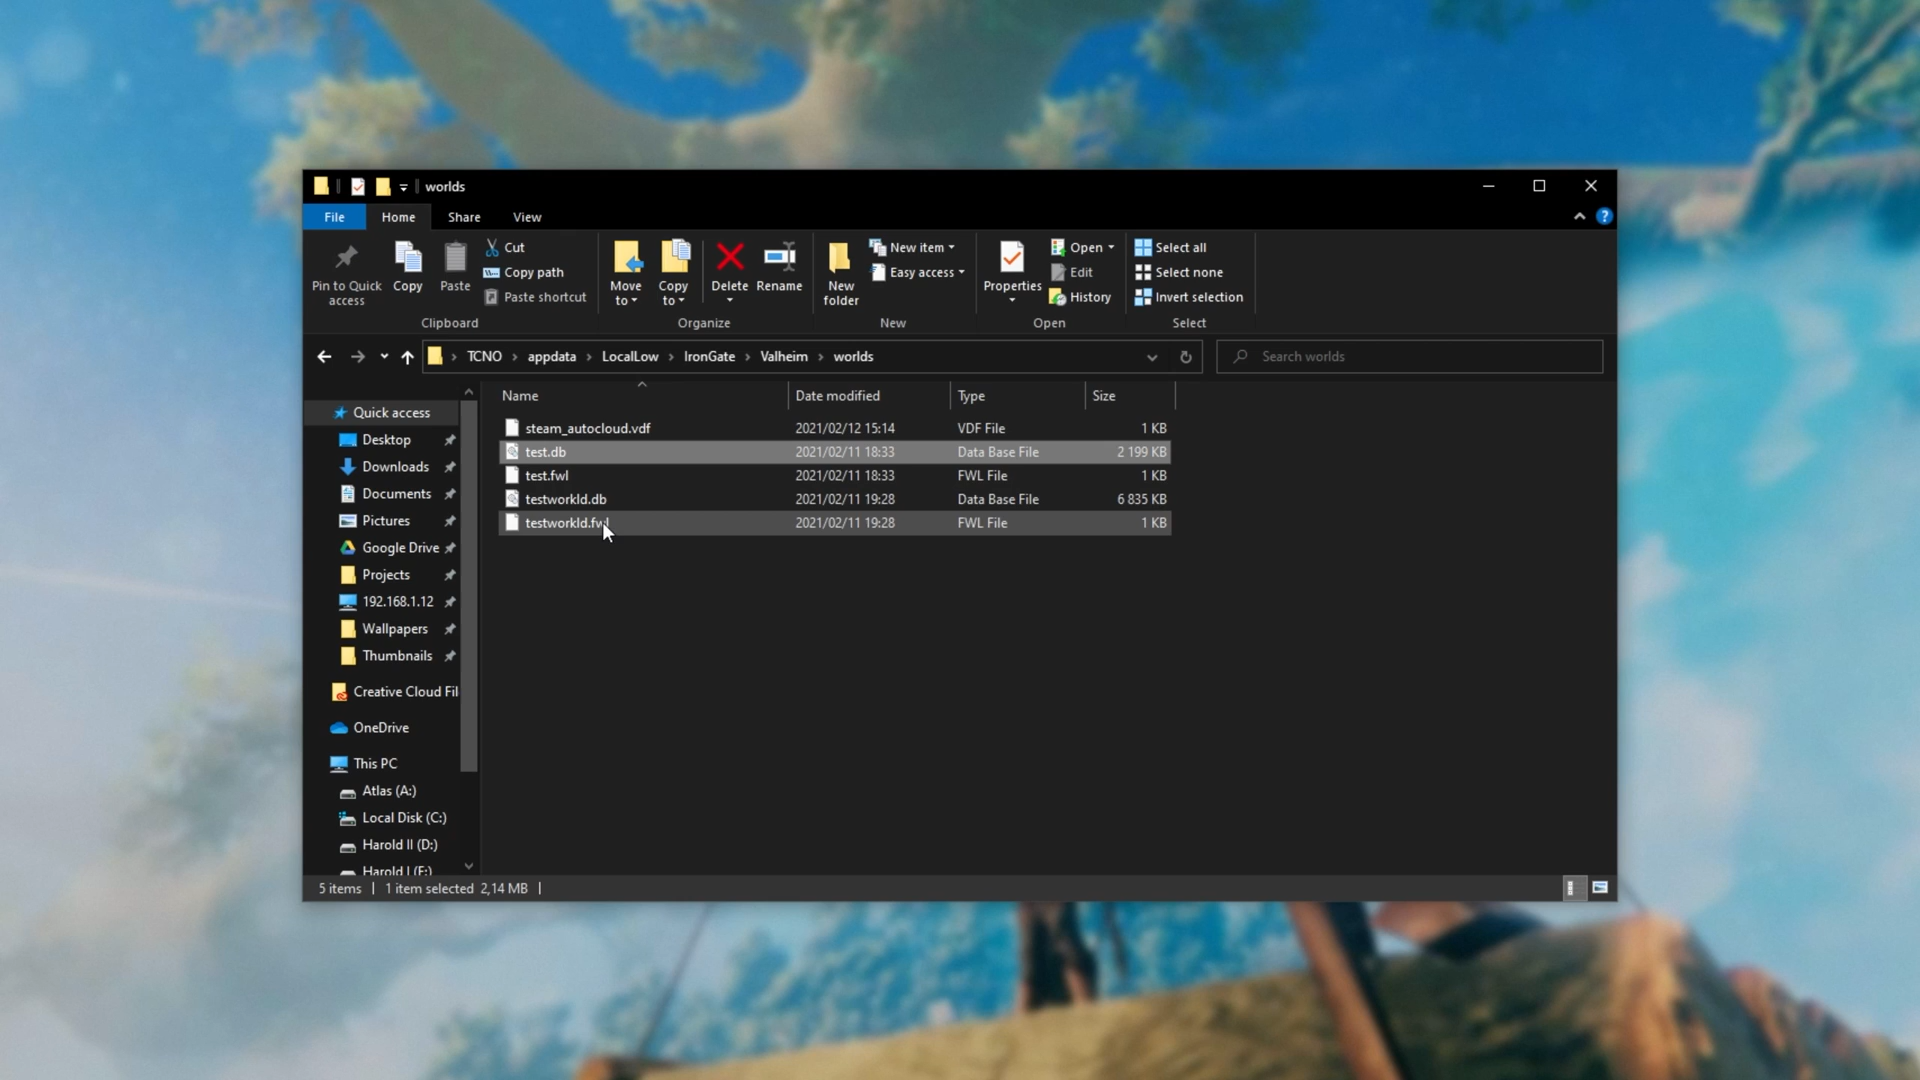 worlds
File Home Share View
Pin to Quick access
Copy
Paste
Cut
Copy path
Paste shortcut
Clipboard
Move to
Copy to
Delete
Rename
Organize
New folder
New item
Easy access
New
Properties
Open
Edit
History
Open
Select all
Select none
Invert selection
Select
TCNO › appdata › LocalLow › IronGate › Valheim › worlds
Search worlds
Name Date modified Type Size
steam_autocloud.vdf 2021/02/12 15:14 VDF File 1 KB
test.db 2021/02/11 18:33 Data Base File 2 199 KB
test.fwl 2021/02/11 18:33 FWL File 1 KB
testworkld.db 2021/02/11 19:28 Data Base File 6 835 KB
testworkld.fwl 2021/02/11 19:28 FWL File 1 KB
Quick access
Desktop
Downloads
Documents
Pictures
Google Drive
Projects
192.168.1.12
Wallpapers
Thumbnails
Creative Cloud Fil
OneDrive
This PC
Atlas (A:)
Local Disk (C:)
Harold II (D:)
Harold I (F:)
5 items | 1 item selected 2,14 MB |